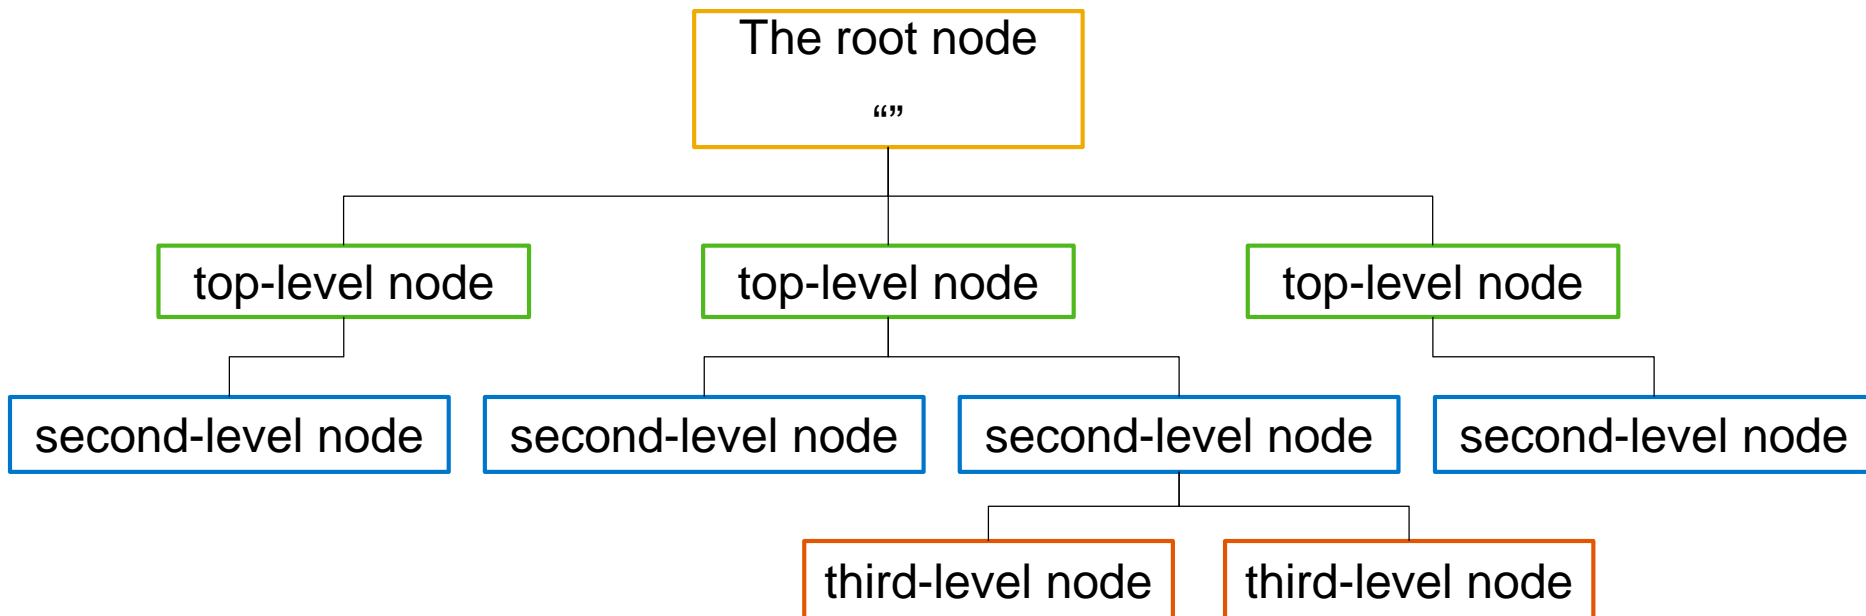 The root node
“”
top-level node
top-level node
top-level node
second-level node
second-level node
second-level node
second-level node
third-level node
third-level node